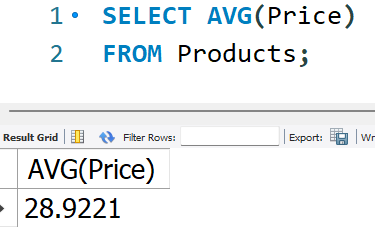 1 SELECT AVG(Price)
2 FROM Products;
Result Grid Filter Rows: Export:
AVG(Price)
28.9221